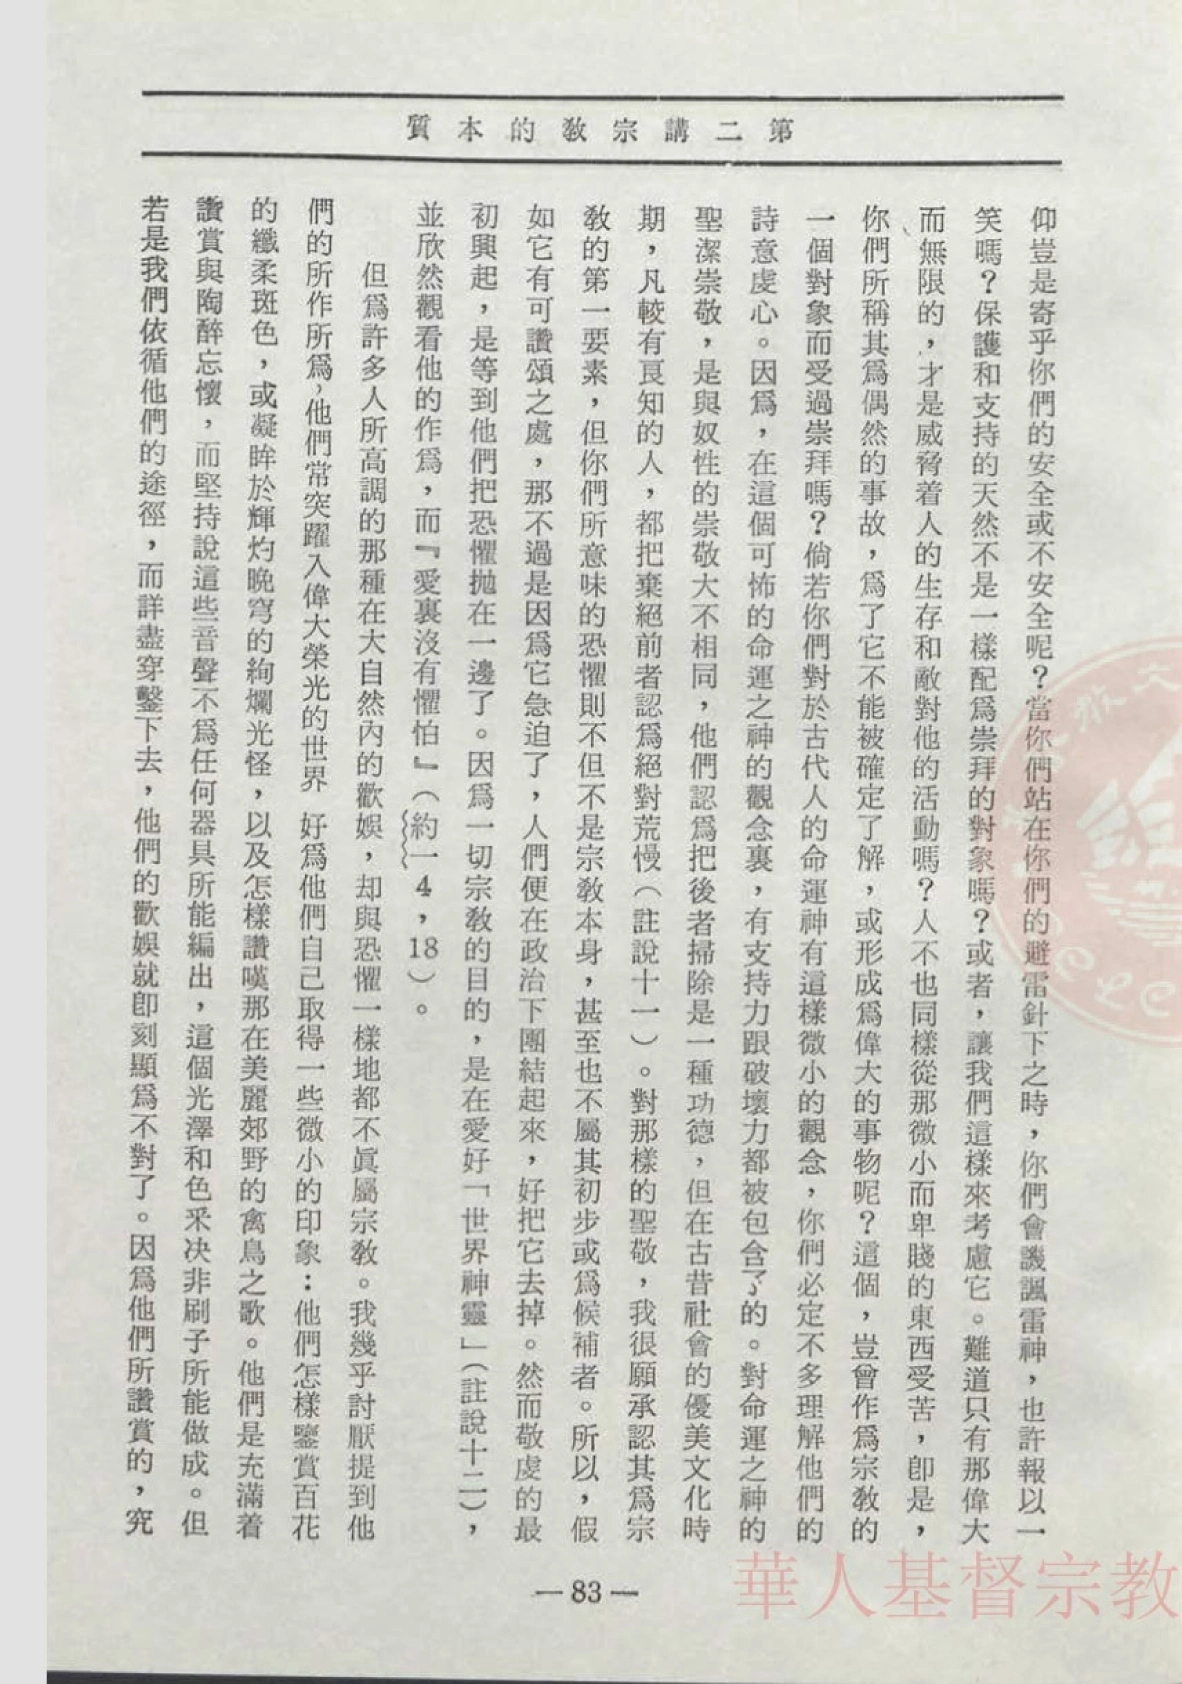 第二講宗教的本質
仰豈是寄乎你們的安全或不安全呢？當你們站在你們的避雷針下之時，你們會譏諷雷神，也許報以一
笑嗎？保護和支持的天然不是一樣配爲崇拜的對象嗎？或者，讓我們這樣來考慮它。難道只有那偉大
而無限的，才是威脅着人的生存和敵對他的活動嗎？人不也同樣從那微小而卑賤的東西受苦，卽是，
你們所稱其爲偶然的事故，爲了它不能被確定了解，或形成爲偉大的事物呢？這個，豈曾作爲宗教的
一個對象而受過崇拜嗎？倘若你們對於古代人的命運神有這樣微小的觀念，你們必定不多理解他們的
詩意虔心。因爲，在這個可怖的命運之神的觀念裏，有支持力跟破壞力都被包含了的。對命運之神的
聖潔崇敬，是與奴性的崇敬大不相同，他們認爲把後者掃除是一種功德，但在古昔社會的優美文化時
期，凡較有良知的人，都把棄絕前者認爲絕對荒慢（註說十一）。對那樣的聖敬，我很願承認其爲宗
教的第一要素，但你們所意味的恐懼則不但不是宗教本身，甚至也不屬其初步或爲候補者。所以，假
如它有可讚頌之處，那不過是因爲它急迫了，人們便在政治下團結起來，好把它去掉。然而敬虔的最
初興起，是等到他們把恐懼拋在一邊了。因爲一切宗教的目的，是在愛好「世界神靈」（註說十二），
並欣然觀看他的作爲，而『愛裏沒有懼怕』（約一4，18）。
但爲許多人所高調的那種在大自然內的歡娛，却與恐懼一樣地都不眞屬宗教。我幾乎討厭提到他
們的所作所爲，他們常突躍入偉大榮光的世界 好爲他們自己取得一些微小的印象：他們怎樣鑒賞百花
的纖柔斑色，或凝眸於輝灼晚穹的絢爛光怪，以及怎樣讚嘆那在美麗郊野的禽鳥之歌。他們是充滿着
讚賞與陶醉忘懷，而堅持說這些音聲不爲任何器具所能編出，這個光澤和色釆决非刷子所能做成。但
若是我們依循他們的途徑，而詳盡穿鑿下去，他們的歡娛就卽刻顯爲不對了。因爲他們所讚賞的，究
— 83 —
華人基督宗教